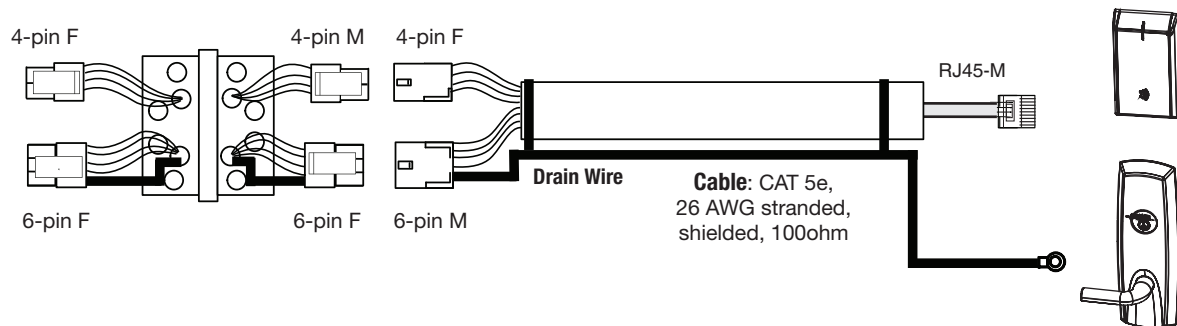 4-pin F
4-pin M
4-pin F
RJ45-M
6-pin F
6-pin F
6-pin M
Drain Wire
Cable: CAT 5e,
26 AWG stranded,
shielded, 100ohm